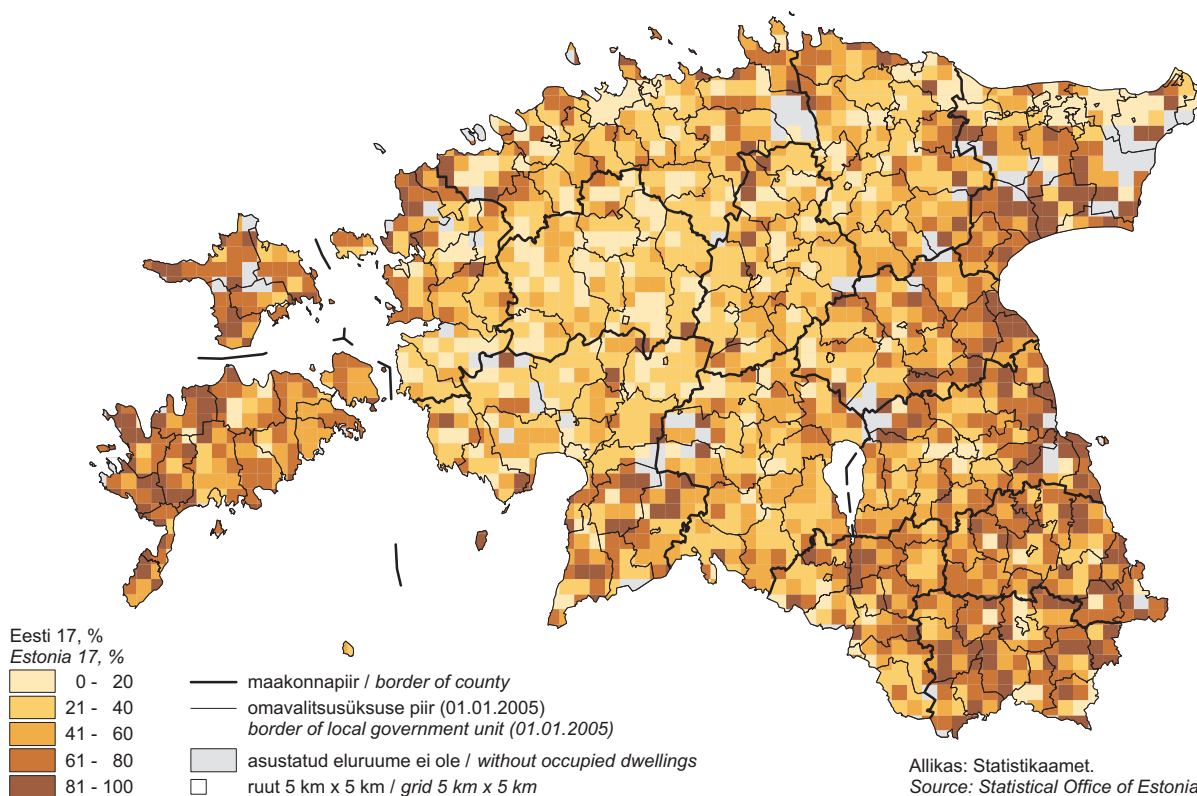 Eesti 17, %
Estonia 17, %
0 - 20
21 - 40
41 - 60
61 - 80
81 - 100
maakonnapiir / border of county
omavalitsusüksuse piir (01.01.2005)
border of local government unit (01.01.2005)
asustatud eluruume ei ole / without occupied dwellings
ruut 5 km x 5 km / grid 5 km x 5 km
Allikas: Statistikaamet.
Source: Statistical Office of Estonia